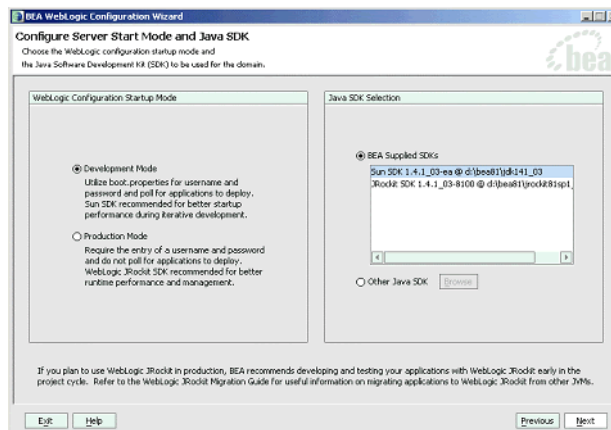 BEA WebLogic Configuration Wizard
Configure Server Start Mode and Java SDK
Choose the WebLogic configuration startup mode and
the Java Software Development Kit (SDK) to be used for the domain.
bea
WebLogic Configuration Startup Mode
Development Mode
Utilize boot.properties for username and
password and poll for applications to deploy.
Sun SDK recommended for better startup
performance during iterative development.
Production Mode
Require the entry of a username and password
and do not poll for applications to deploy.
WebLogic JRockit SDK recommended for better
runtime performance and management.
Java SDK Selection
BEA Supplied SDKs
Sun SDK 1.4.1_03-ea @ d:\bea81\jdk141_03
JRockit SDK 1.4.1_03-8100 @ d:\bea81\jrockit81sp1_
Other Java SDK
Browse
If you plan to use WebLogic JRockit in production, BEA recommends developing and testing your applications with WebLogic JRockit early in the
project cycle. Refer to the WebLogic JRockit Migration Guide for useful information on migrating applications to WebLogic JRockit from other JVMs.
Exit
Help
Previous
Next